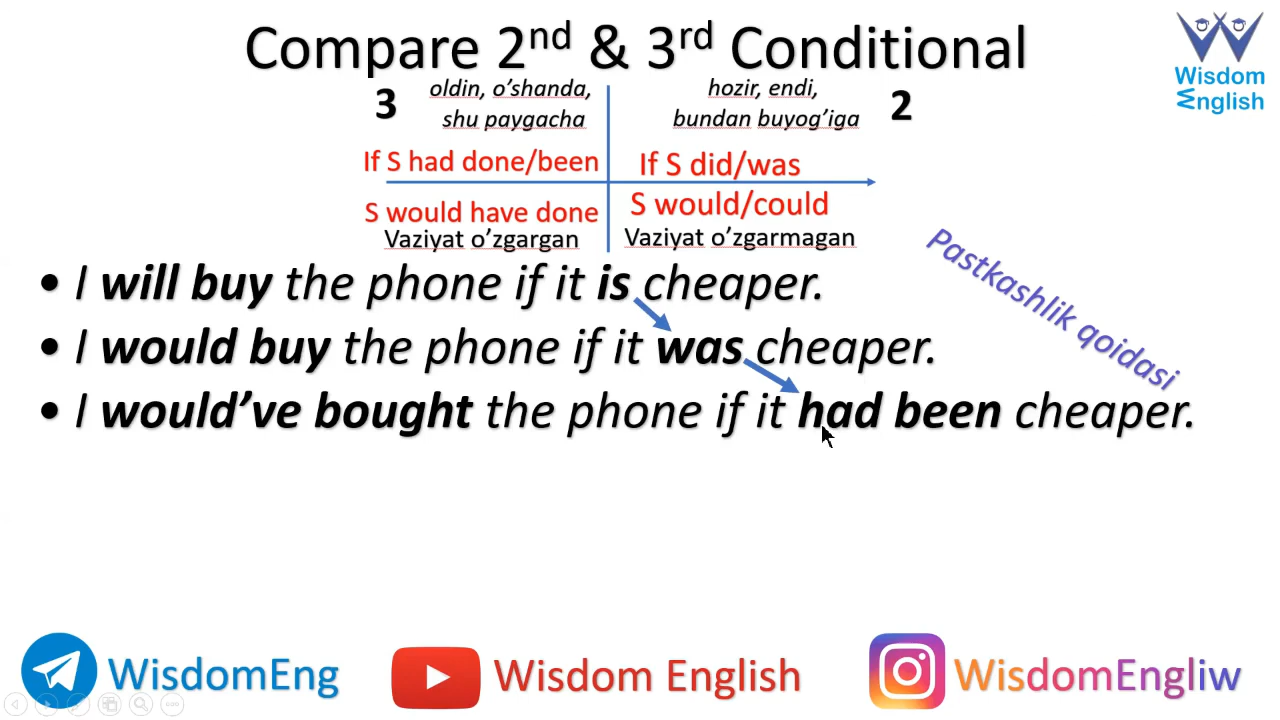 Compare 2nd & 3rd Conditional
Wisdom
English
3
oldin, o’shanda,
shu paygacha
hozir, endi,
bundan buyog’iga
2
If S had done/been
If S did/was
S would have done
S would/could
Vaziyat o’zgargan
Vaziyat o’zgarmagan
Pastkashlik qoidasi
• I will buy the phone if it is cheaper.
• I would buy the phone if it was cheaper.
• I would’ve bought the phone if it had been cheaper.
WisdomEng
Wisdom English
WisdomEngliw